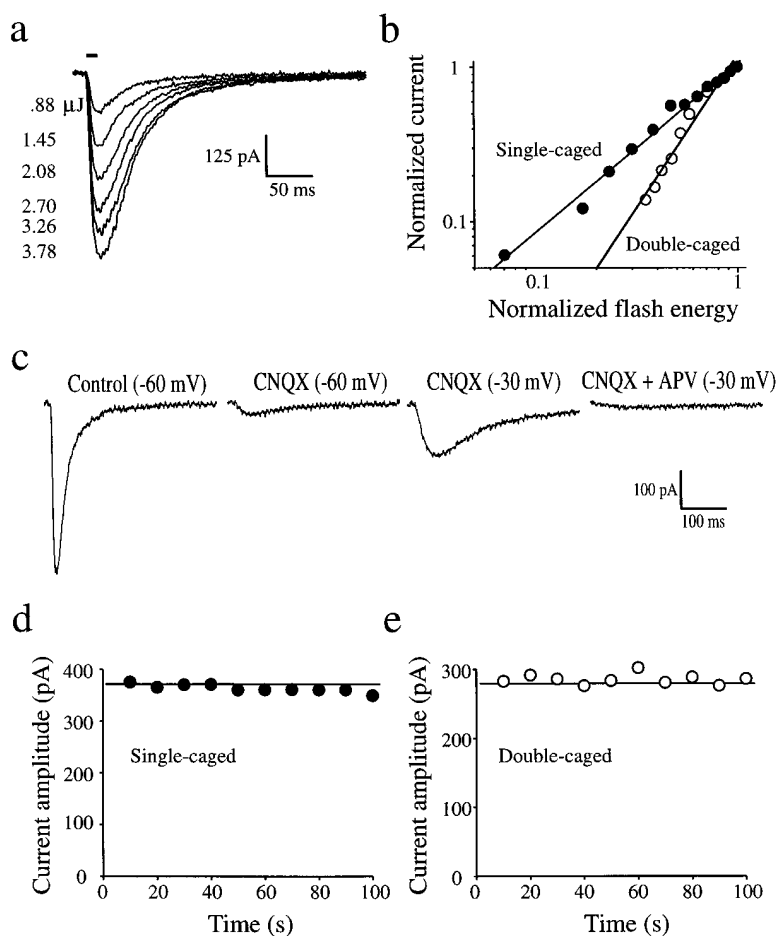 a
.88 μJ
1.45
2.08
2.70
3.26
3.78
125 pA
50 ms
b
Normalized current
1
0.1
Single-caged
Double-caged
0.1
1
Normalized flash energy
c
Control (-60 mV)
CNQX (-60 mV)
CNQX (-30 mV)
CNQX + APV (-30 mV)
100 pA
100 ms
d
Current amplitude (pA)
400
300
200
100
0
Single-caged
0
20
40
60
80
100
Time (s)
e
Current amplitude (pA)
300
200
100
0
Double-caged
0
20
40
60
80
100
Time (s)